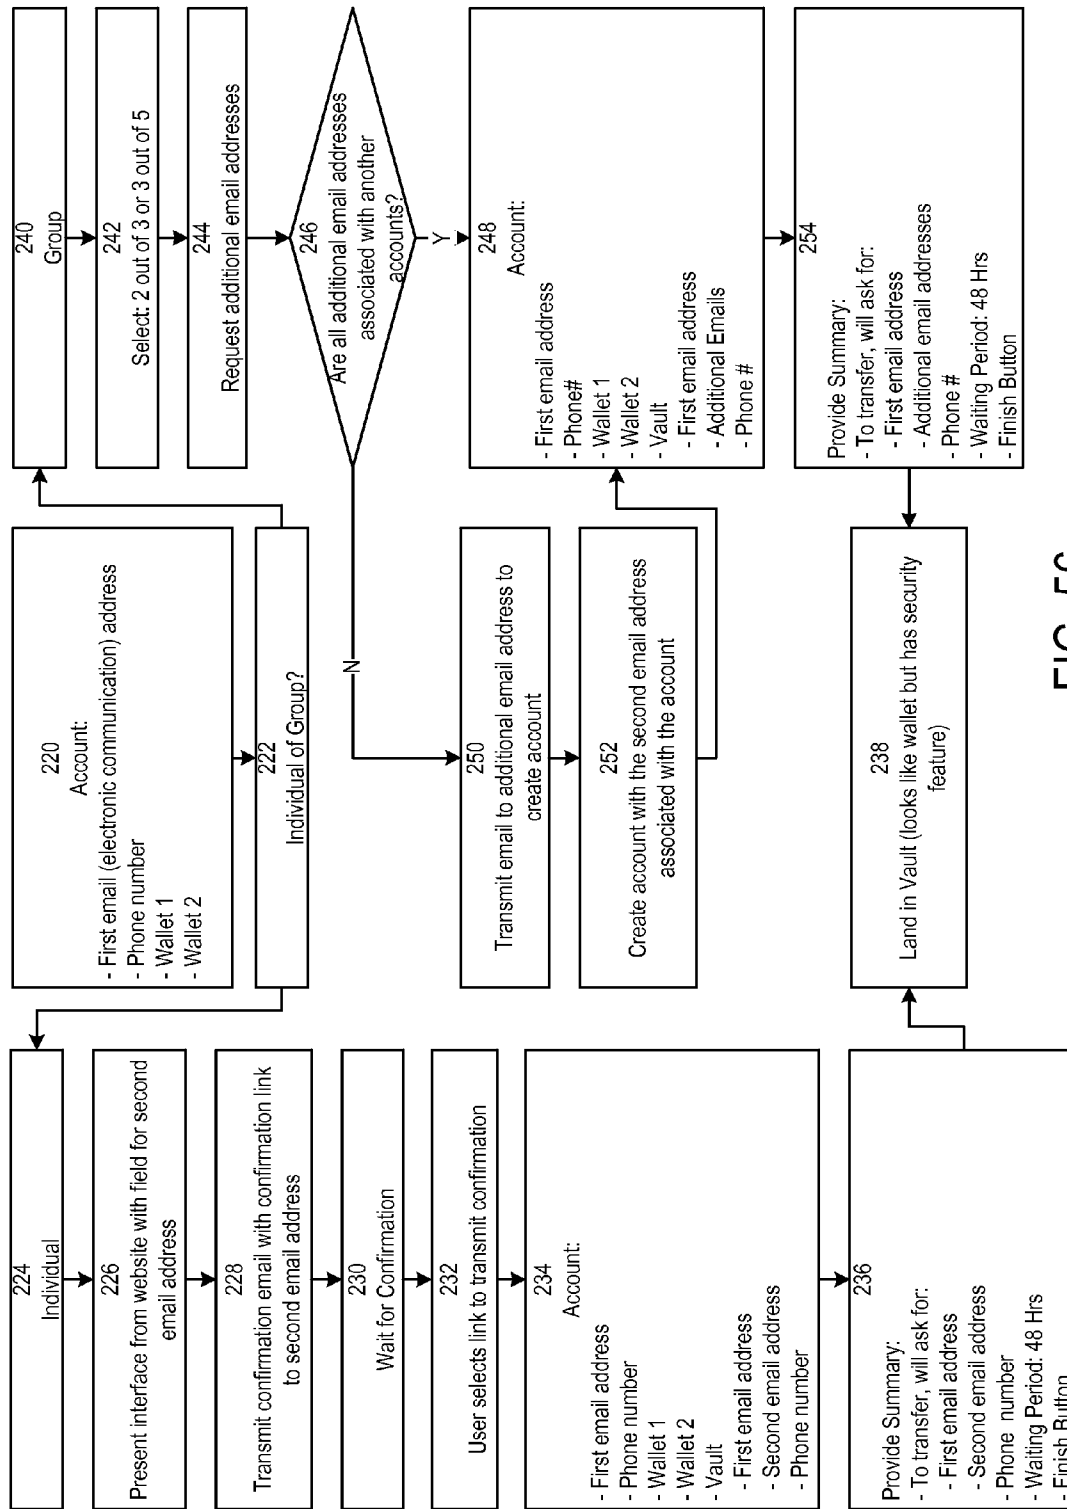 220
Account:
- First email (electronic communication) address
- Phone number
- Wallet 1
- Wallet 2
222
Individual of Group?
224
Individual
226
Present interface from website with field for second
email address
228
Transmit confirmation email with confirmation link
to second email address
230
Wait for Confirmation
232
User selects link to transmit confirmation
234
Account:
- First email address
- Phone number
- Wallet 1
- Wallet 2
- Vault
- First email address
- Second email address
- Phone number
236
Provide Summary:
- To transfer, will ask for:
- First email address
- Second email address
- Phone number
- Waiting Period: 48 Hrs
- Finish Button
238
Land in Vault (looks like wallet but has security
feature)
240
Group
242
Select: 2 out of 3 or 3 out of 5
244
Request additional email addresses
246
Are all additional email addresses
associated with another
accounts?
Y
N
248
Account:
- First email address
- Phone#
- Wallet 1
- Wallet 2
- Vault
- First email address
- Additional Emails
- Phone #
250
Transmit email to additional email address to
create account
252
Create account with the second email address
associated with the account
254
Provide Summary:
- To transfer, will ask for:
- First email address
- Additional email addresses
- Phone #
- Waiting Period: 48 Hrs
- Finish Button
FIG.